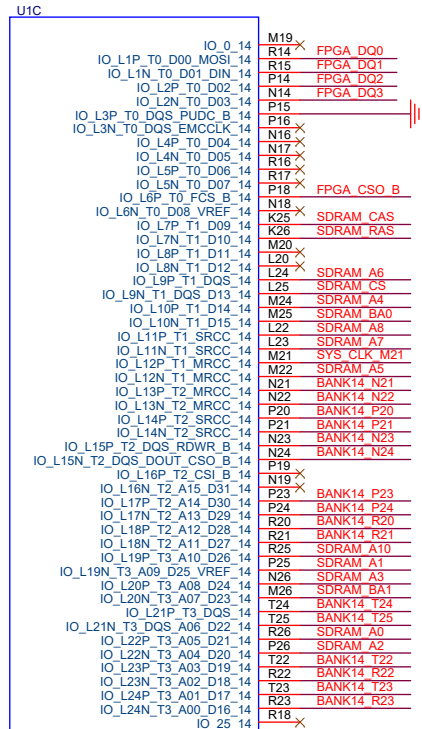 U1C
IO_0_14 M19
IO_L1P_T0_D00_MOSI_14 R14 FPGA_DQ0
IO_L1N_T0_D01_DIN_14 R15 FPGA_DQ1
IO_L2P_T0_D02_14 P14 FPGA_DQ2
IO_L2N_T0_D03_14 N14 FPGA_DQ3
IO_L3P_T0_DQS_PUDC_B_14 P15
IO_L3N_T0_DQS_EMCCLK_14 P16
IO_L4P_T0_D04_14 N16
IO_L4N_T0_D05_14 N17
IO_L5P_T0_D06_14 R16
IO_L5N_T0_D07_14 R17
IO_L6P_T0_FCS_B_14 P18 FPGA_CSO_B
IO_L6N_T0_D08_VREF_14 N18
IO_L7P_T1_D09_14 K25 SDRAM_CAS
IO_L7N_T1_D10_14 K26 SDRAM_RAS
IO_L8P_T1_D11_14 M20
IO_L8N_T1_D12_14 L20
IO_L9P_T1_DQS_14 L24 SDRAM_A6
IO_L9N_T1_DQS_D13_14 L25 SDRAM_CS
IO_L10P_T1_D14_14 M24 SDRAM_A4
IO_L10N_T1_D15_14 M25 SDRAM_BA0
IO_L11P_T1_SRCC_14 L22 SDRAM_A8
IO_L11N_T1_SRCC_14 L23 SDRAM_A7
IO_L12P_T1_MRCC_14 M21 SYS_CLK_M21
IO_L12N_T1_MRCC_14 M22 SDRAM_A5
IO_L13P_T2_MRCC_14 N21 BANK14_N21
IO_L13N_T2_MRCC_14 N22 BANK14_N22
IO_L14P_T2_SRCC_14 P20 BANK14_P20
IO_L14N_T2_SRCC_14 P21 BANK14_P21
IO_L15P_T2_DQS_RDWR_B_14 N23 BANK14_N23
IO_L15N_T2_DQS_DOUT_CSO_B_14 N24 BANK14_N24
IO_L16P_T2_CSI_B_14 P19
IO_L16N_T2_A15_D31_14 N19
IO_L17P_T2_A14_D30_14 P23 BANK14_P23
IO_L17N_T2_A13_D29_14 P24 BANK14_P24
IO_L18P_T2_A12_D28_14 R20 BANK14_R20
IO_L18N_T2_A11_D27_14 R21 BANK14_R21
IO_L19P_T3_A10_D26_14 R25 SDRAM_A10
IO_L19N_T3_A09_D25_VREF_14 P25 SDRAM_A1
IO_L20P_T3_A08_D24_14 N26 SDRAM_A3
IO_L20N_T3_A07_D23_14 M26 SDRAM_BA1
IO_L21P_T3_DQS_14 T24 BANK14_T24
IO_L21N_T3_DQS_A06_D22_14 T25 BANK14_T25
IO_L22P_T3_A05_D21_14 R26 SDRAM_A0
IO_L22N_T3_A04_D20_14 P26 SDRAM_A2
IO_L23P_T3_A03_D19_14 T22 BANK14_T22
IO_L23N_T3_A02_D18_14 R22 BANK14_R22
IO_L24P_T3_A01_D17_14 T23 BANK14_T23
IO_L24N_T3_A00_D16_14 R23 BANK14_R23
IO_25_14 R18